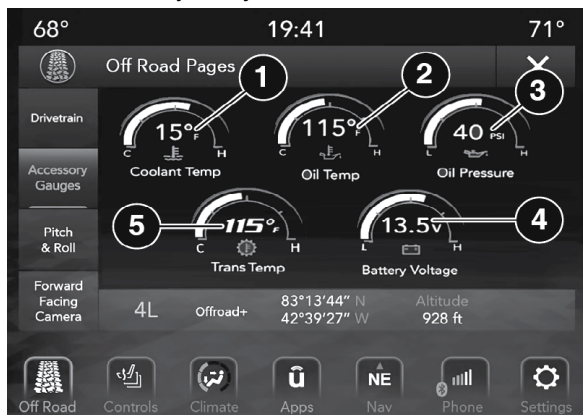 68° 19:41 71°
Off Road Pages
1
2
3
Drivetrain
15°F
C H
Coolant Temp
115°F
C H
Oil Temp
40 PSI
L H
Oil Pressure
Accessory
Gauges
Pitch
& Roll
5
115°F
C H
Trans Temp
4
13.5v
L H
Battery Voltage
Forward
Facing
Camera
4L
Offroad+
83°13'44" N
42°39'27" W
Altitude
928 ft
Off Road
Controls
Climate
û
Apps
NE
Nav
Phone
Settings